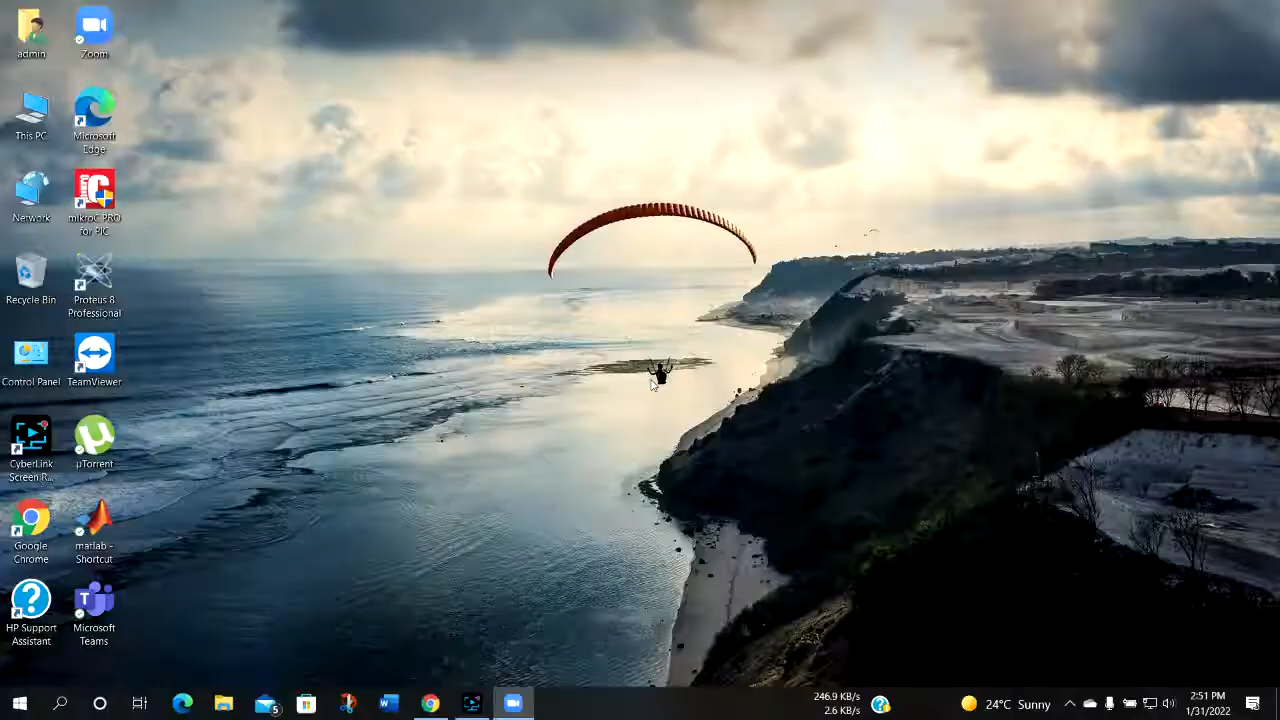 admin
Zoom
This PC
Microsoft
Edge
Network
mikroC PRO
for PIC
Recycle Bin
Proteus 8
Professional
Control Panel
TeamViewer
CyberLink
ScreenR...
µTorrent
Google
Chrome
matlab -
Shortcut
HP Support
Assistant
Microsoft
Teams
246.9 KB/s
2.6 KB/s
24°C Sunny
2:51 PM
1/31/2022